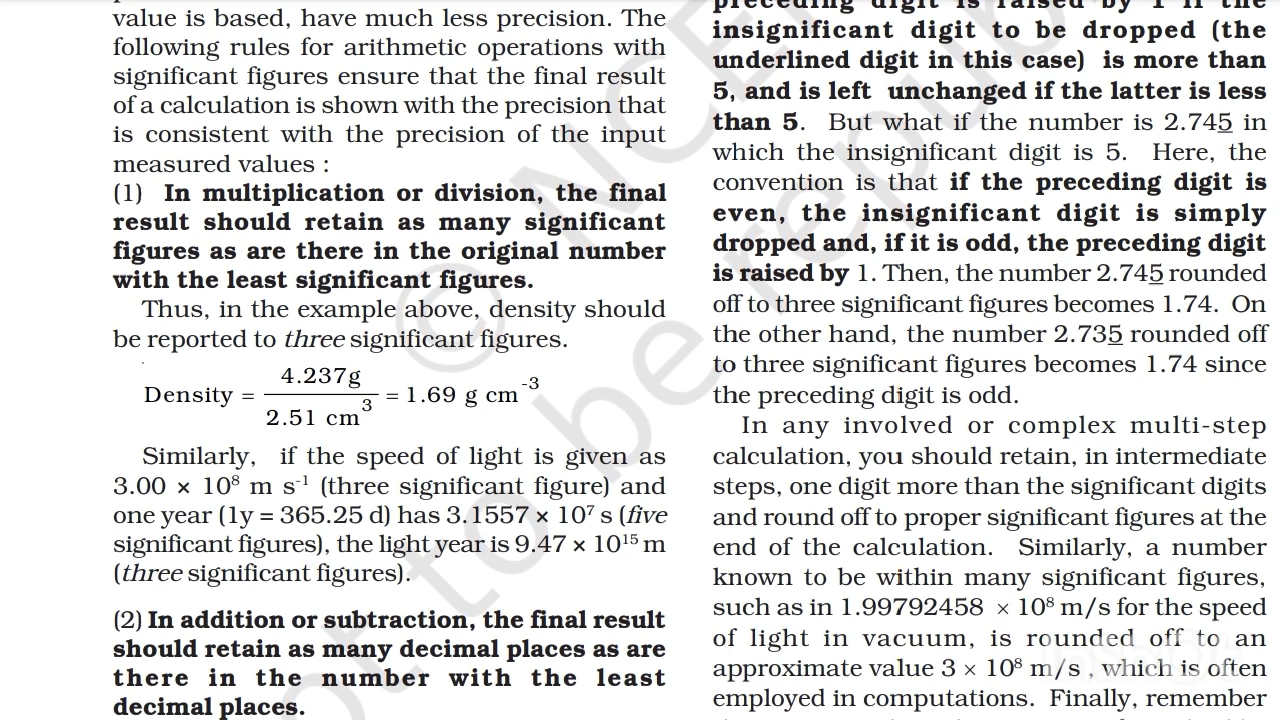 value is based, have much less precision. The
following rules for arithmetic operations with
significant figures ensure that the final result
of a calculation is shown with the precision that
is consistent with the precision of the input
measured values :
(1) In multiplication or division, the final
result should retain as many significant
figures as are there in the original number
with the least significant figures.
Thus, in the example above, density should
be reported to three significant figures.
Density = 4.237g / 2.51 cm³ = 1.69 g cm⁻³
Similarly, if the speed of light is given as
3.00 × 10⁸ m s⁻¹ (three significant figure) and
one year (1y = 365.25 d) has 3.1557 × 10⁷ s (five
significant figures), the light year is 9.47 × 10¹⁵ m
(three significant figures).
(2) In addition or subtraction, the final result
should retain as many decimal places as are
there in the number with the least
decimal places.
preceding digit is raised by 1 if the
insignificant digit to be dropped (the
underlined digit in this case) is more than
5, and is left unchanged if the latter is less
than 5. But what if the number is 2.745 in
which the insignificant digit is 5. Here, the
convention is that if the preceding digit is
even, the insignificant digit is simply
dropped and, if it is odd, the preceding digit
is raised by 1. Then, the number 2.745 rounded
off to three significant figures becomes 1.74. On
the other hand, the number 2.735 rounded off
to three significant figures becomes 1.74 since
the preceding digit is odd.
In any involved or complex multi-step
calculation, you should retain, in intermediate
steps, one digit more than the significant digits
and round off to proper significant figures at the
end of the calculation. Similarly, a number
known to be within many significant figures,
such as in 1.99792458 × 10⁸ m/s for the speed
of light in vacuum, is rounded off to an
approximate value 3 × 10⁸ m/s , which is often
employed in computations. Finally, remember
© NCE
not to be republ